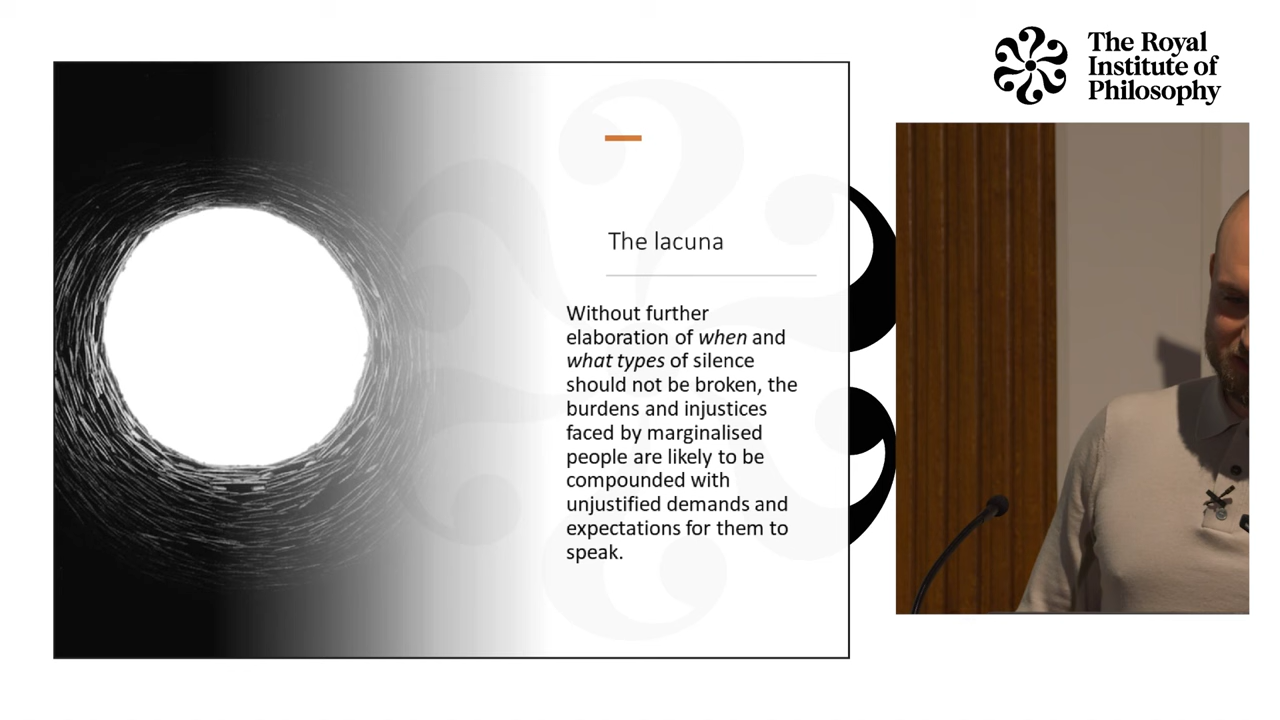 The Royal
Institute of
Philosophy
The lacuna
Without further
elaboration of when and
what types of silence
should not be broken, the
burdens and injustices
faced by marginalised
people are likely to be
compounded with
unjustified demands and
expectations for them to
speak.